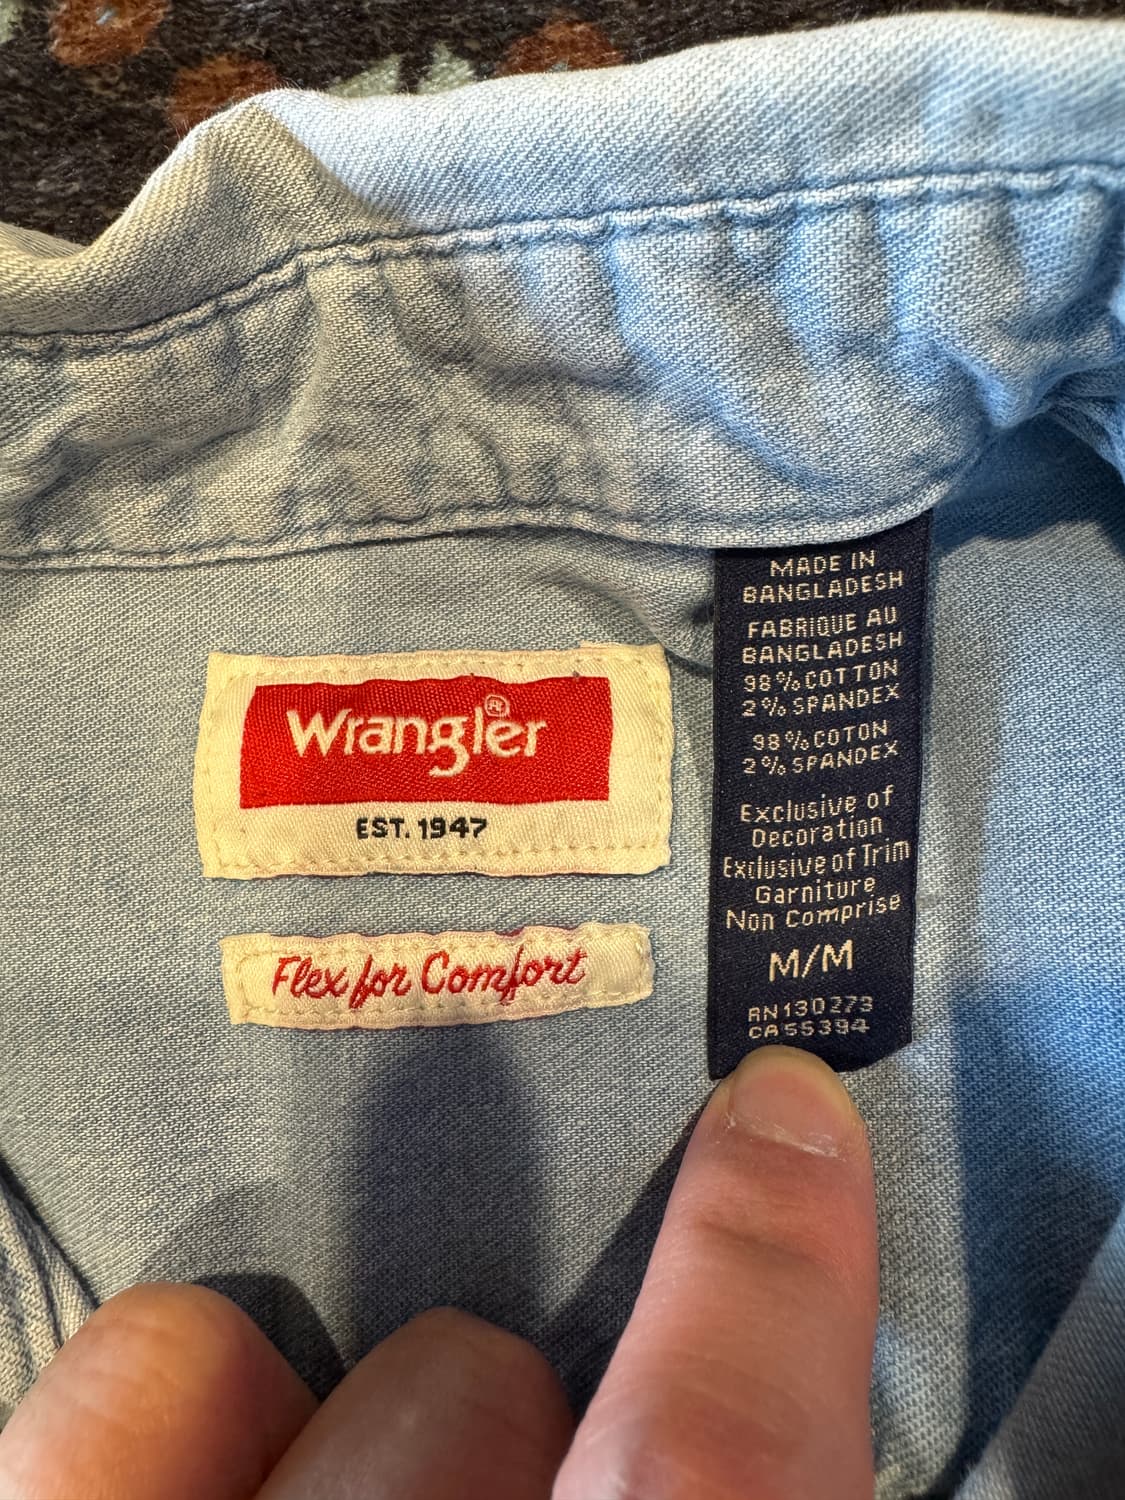 Wrangler®
EST. 1947
Flex for Comfort
MADE IN
BANGLADESH
FABRIQUE AU
BANGLADESH
98% COTTON
2% SPANDEX
98% COTON
2% SPANDEX
Exclusive of
Decoration
Exclusive of Trim
Garniture
Non Comprise
M/M
RN130273
CA55394